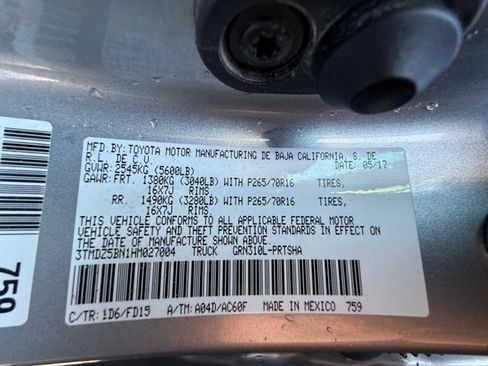 MFD.BY: TOYOTA MOTOR MANUFACTURING DE BAJA CALIFORNIA, S. DE
R.L. DE C.V. DATE: 05/17
GVWR: 2545KG (5600LB)
GAWR: FRT. 1380KG (3040LB) WITH P265/70R16 TIRES,
16X7J RIMS.
RR. 1490KG (3280LB) WITH P265/70R16 TIRES,
16X7J RIMS.
THIS VEHICLE CONFORMS TO ALL APPLICABLE FEDERAL MOTOR
VEHICLE SAFETY AND THEFT PREVENTION STANDARDS IN EFFECT ON
THE DATE OF MANUFACTURE SHOWN ABOVE.
3TMDZ5BN1HM027004 TRUCK GRN310L-PRTSHA
C/TR: 1D6/FD15 A/TM: A04D/AC60F MADE IN MEXICO 759
759